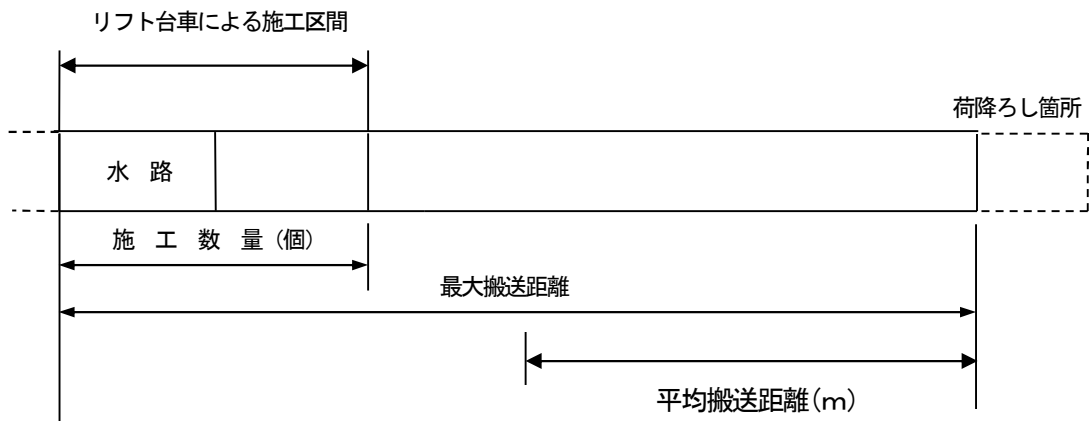 リフト台車による施工区間
荷降ろし箇所
水　路
施　工　数　量（個）
最大搬送距離
平均搬送距離（ｍ）